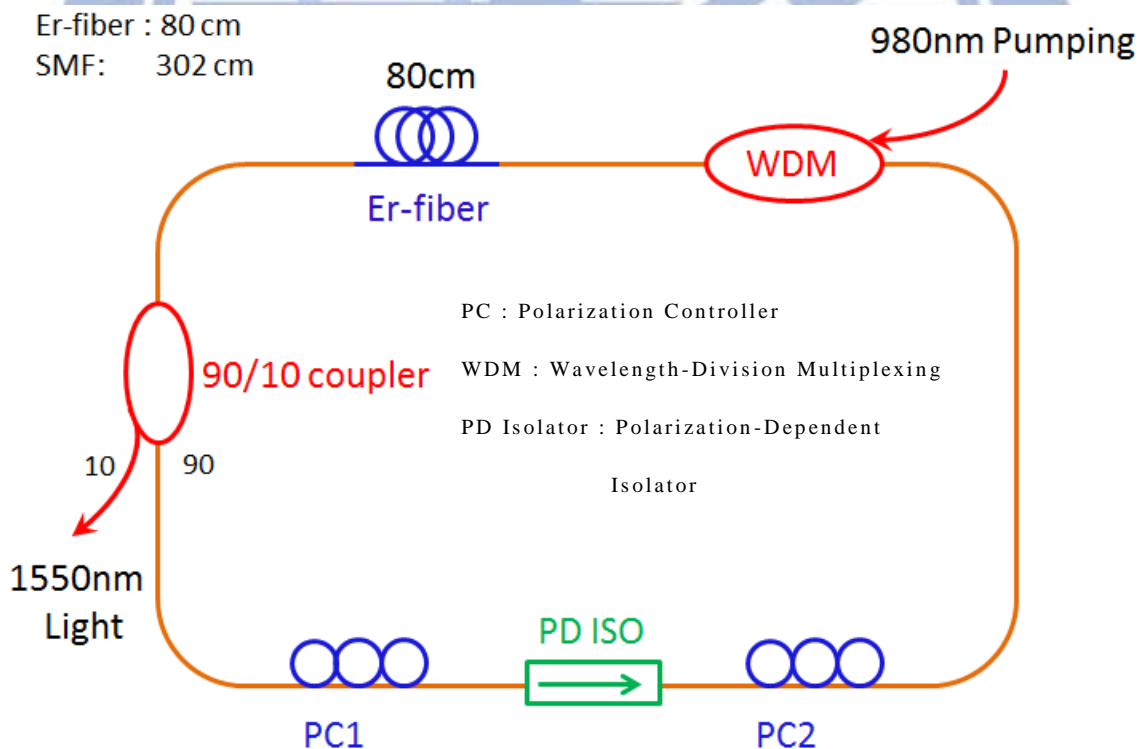 Er-fiber : 80 cm
SMF: 302 cm
980nm Pumping
80cm
WDM
Er-fiber
PC : Polarization Controller
90/10 coupler
WDM : Wavelength-Division Multiplexing
PD Isolator : Polarization-Dependent
Isolator
10
90
1550nm
Light
PD ISO
PC1
PC2